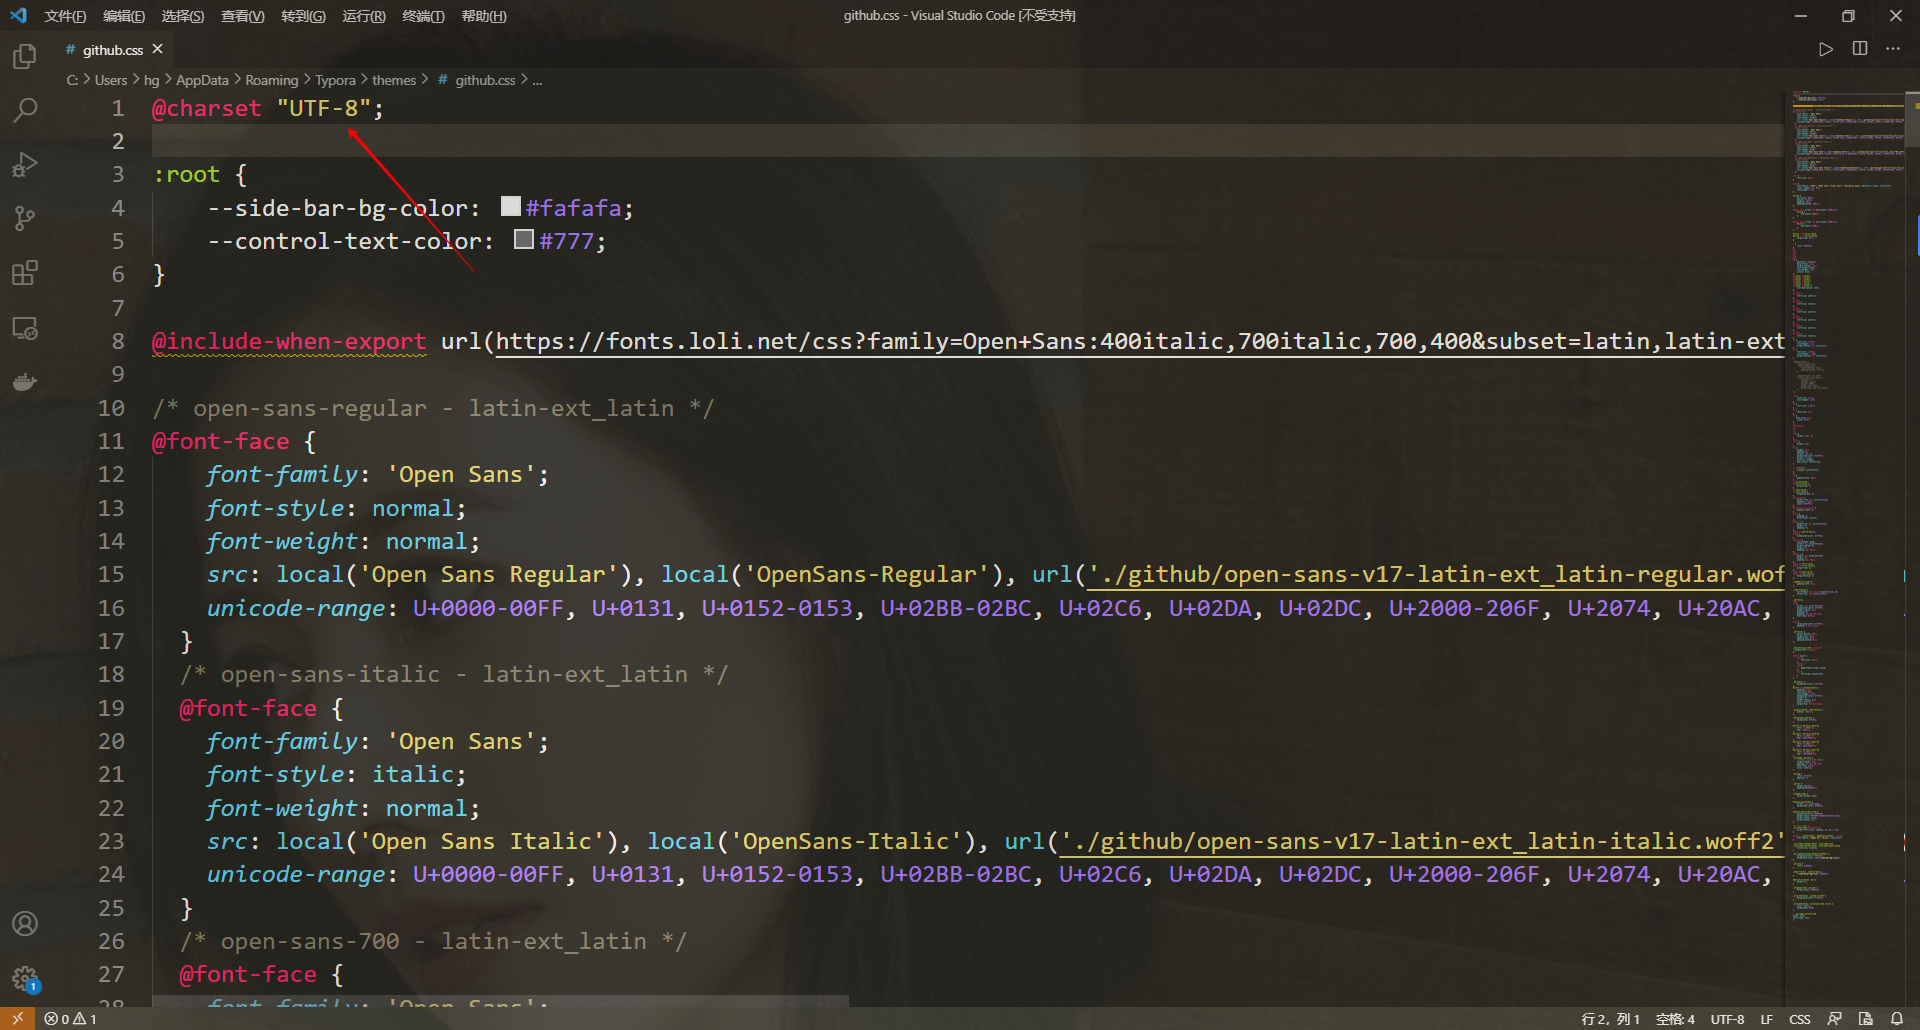 文件(F) 编辑(E) 选择(S) 查看(V) 转到(G) 运行(R) 终端(T) 帮助(H)
github.css - Visual Studio Code [不受支持]
# github.css
C: > Users > hg > AppData > Roaming > Typora > themes > # github.css > ...
1 @charset "UTF-8";
2
3 :root {
4 --side-bar-bg-color: #fafafa;
5 --control-text-color: #777;
6 }
7
8 @include-when-export url(https://fonts.loli.net/css?family=Open+Sans:400italic,700italic,700,400&subset=latin,latin-ext
9
10 /* open-sans-regular - latin-ext_latin */
11 @font-face {
12 font-family: 'Open Sans';
13 font-style: normal;
14 font-weight: normal;
15 src: local('Open Sans Regular'), local('OpenSans-Regular'), url('./github/open-sans-v17-latin-ext_latin-regular.wof
16 unicode-range: U+0000-00FF, U+0131, U+0152-0153, U+02BB-02BC, U+02C6, U+02DA, U+02DC, U+2000-206F, U+2074, U+20AC,
17 }
18 /* open-sans-italic - latin-ext_latin */
19 @font-face {
20 font-family: 'Open Sans';
21 font-style: italic;
22 font-weight: normal;
23 src: local('Open Sans Italic'), local('OpenSans-Italic'), url('./github/open-sans-v17-latin-ext_latin-italic.woff2'
24 unicode-range: U+0000-00FF, U+0131, U+0152-0153, U+02BB-02BC, U+02C6, U+02DA, U+02DC, U+2000-206F, U+2074, U+20AC,
25 }
26 /* open-sans-700 - latin-ext_latin */
27 @font-face {
28 font-family: 'Open Sans';
1
0 1 行 2，列 1 空格: 4 UTF-8 LF CSS